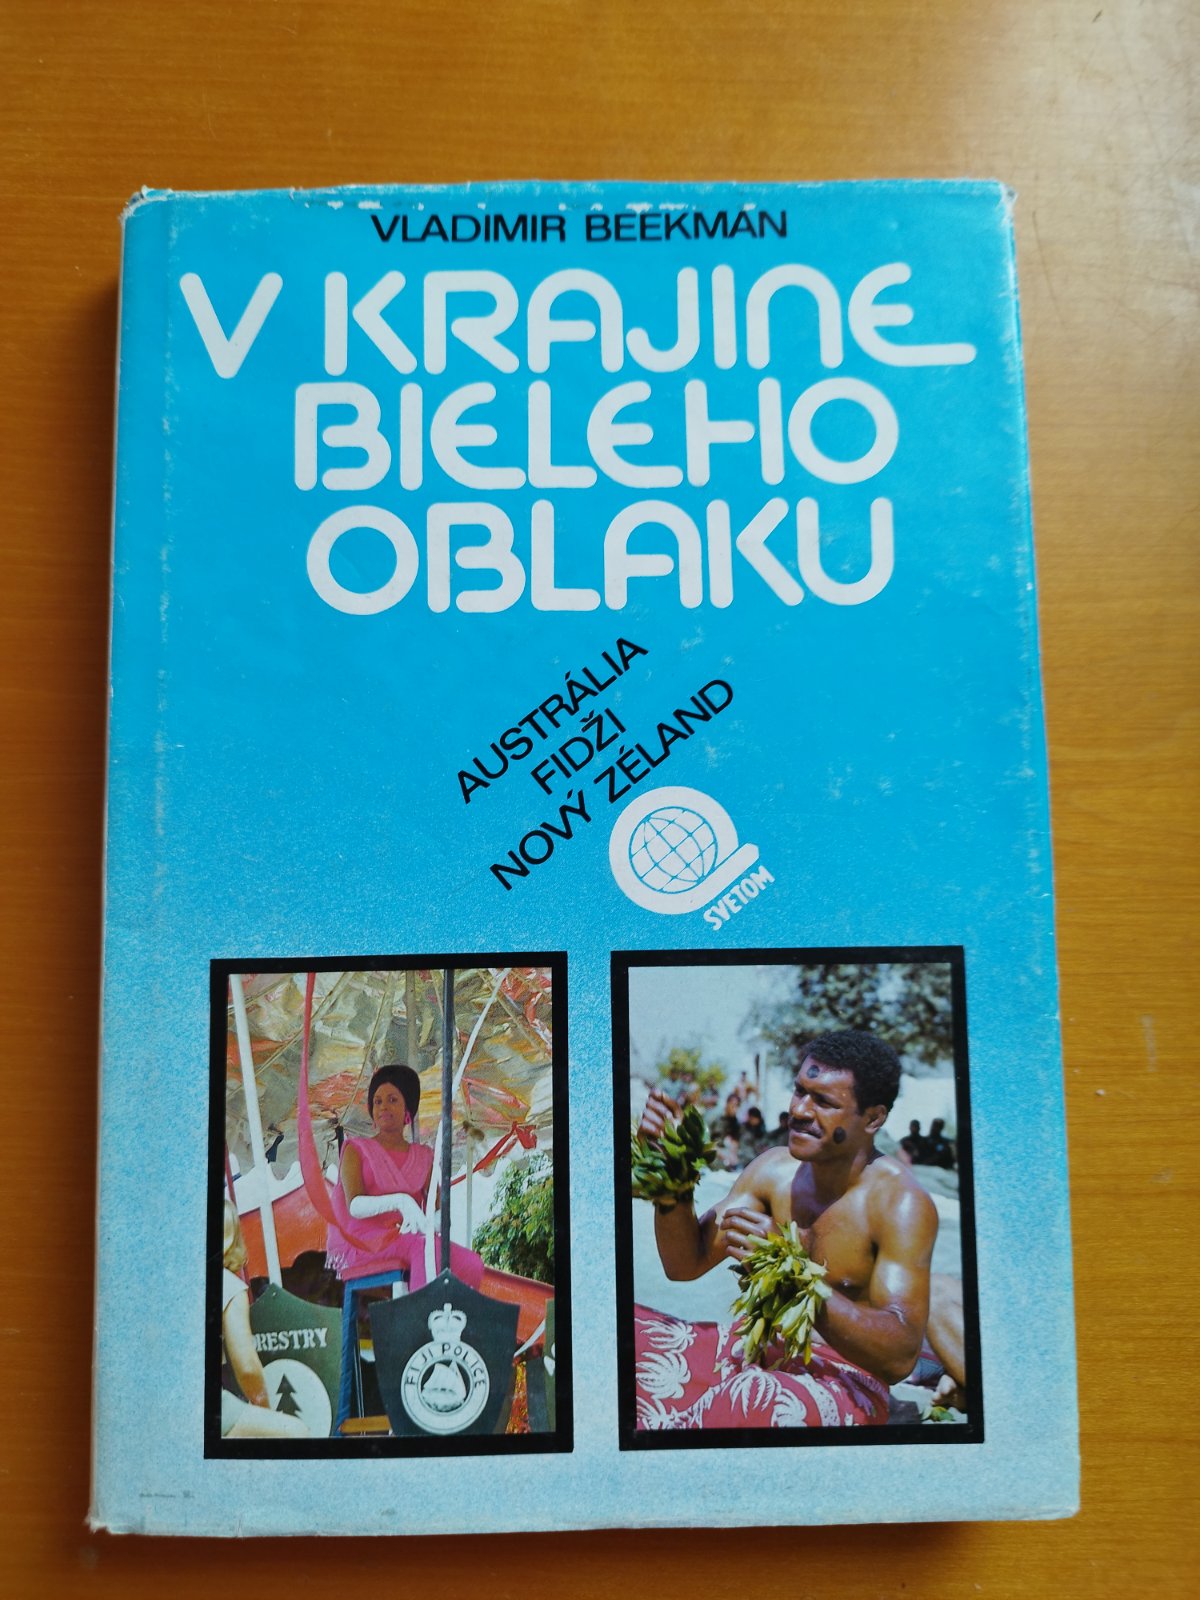 VLADIMIR BEEKMAN
V KRAJINE
BIELEHO
OBLAKU
AUSTRÁLIA
FIDŽI
NOVÝ ZÉLAND
SVETOM
RESTRY
FIJI POLICE